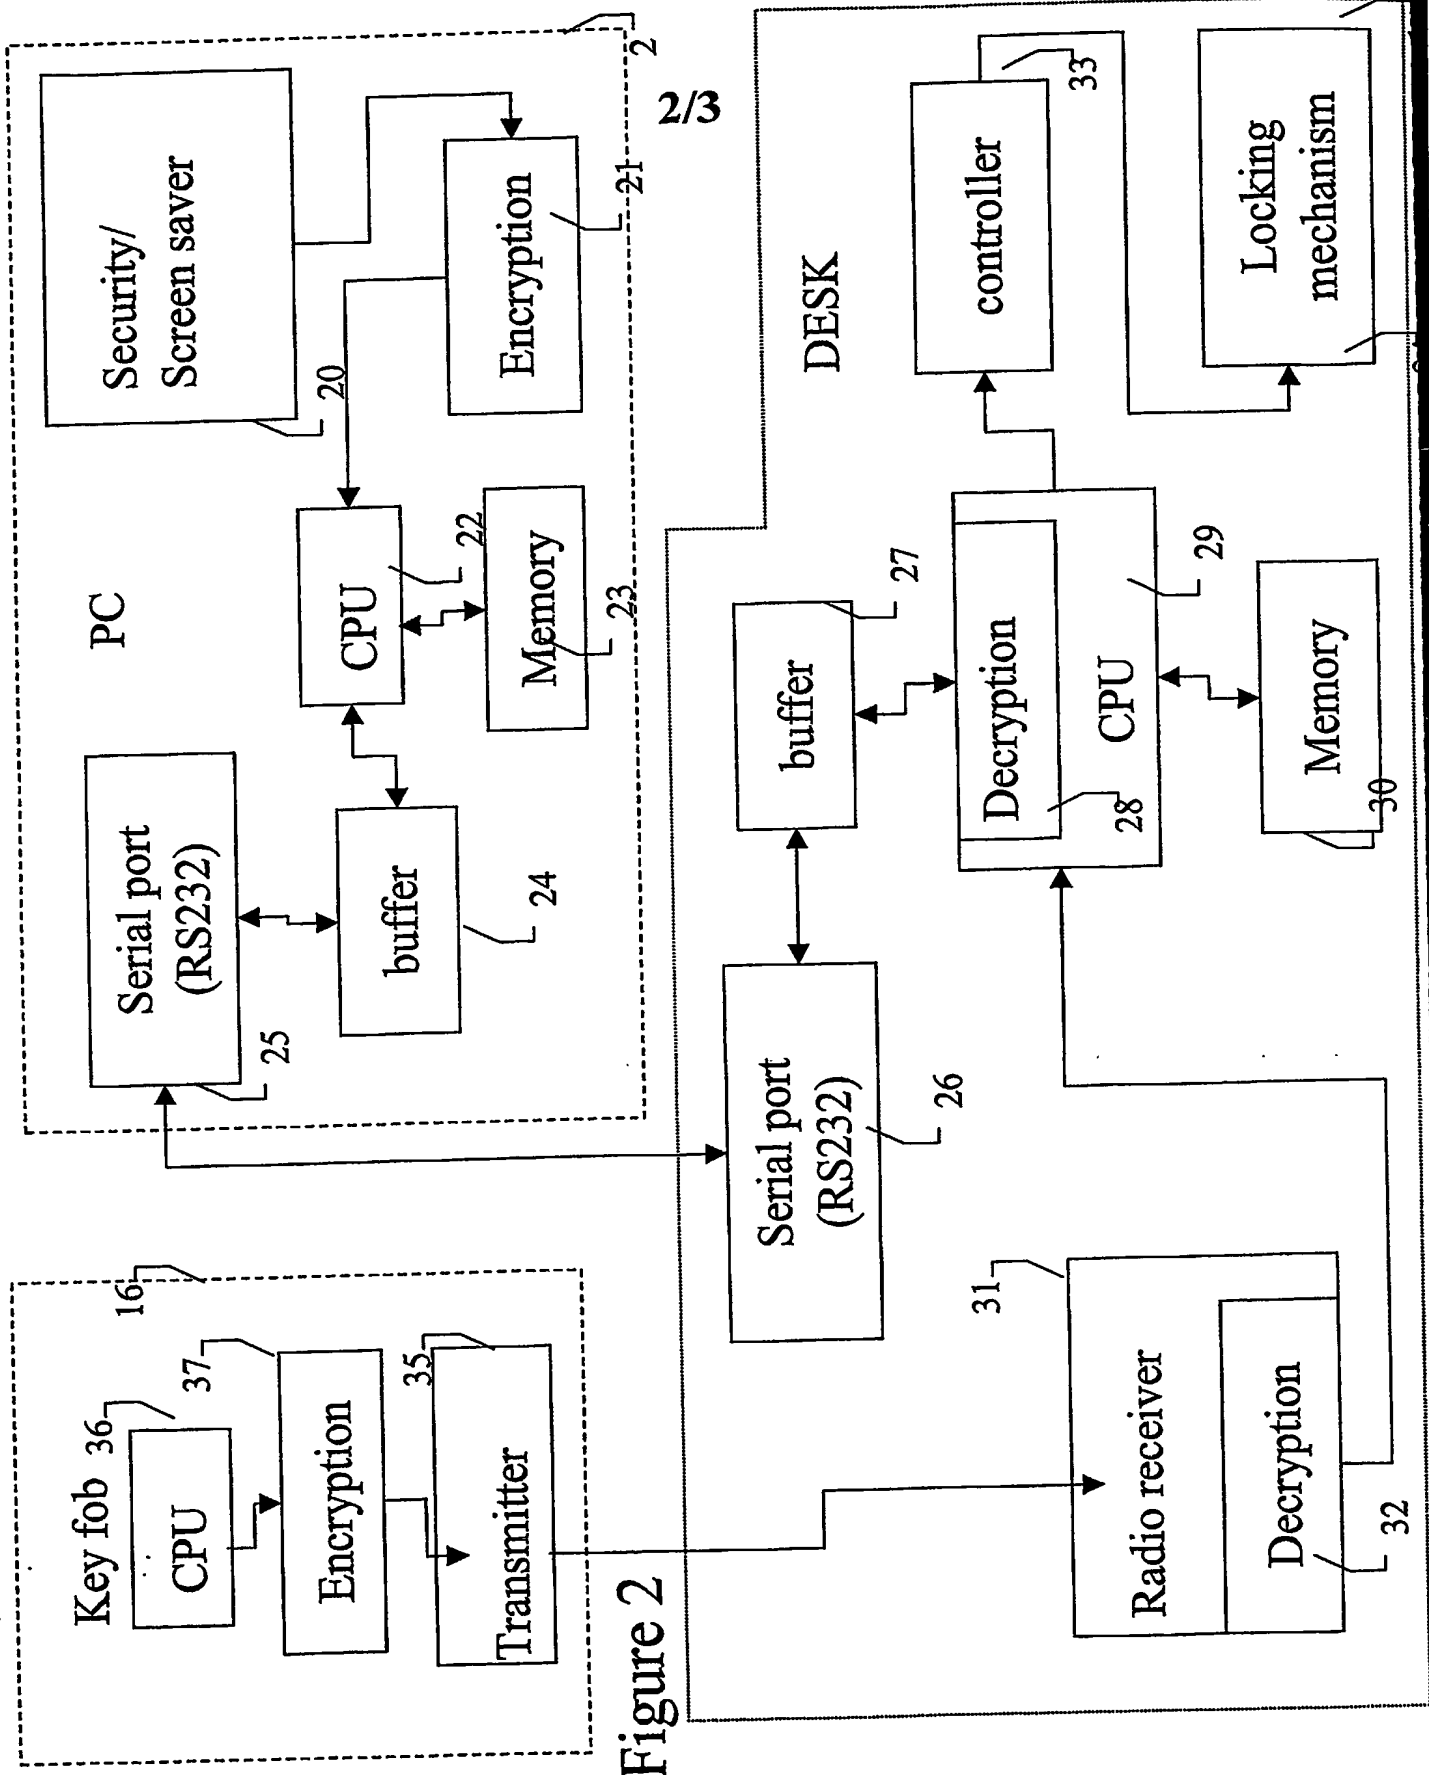 2/3
Key fob
36
CPU
37
Encryption
35
Transmitter
16
PC
Serial port
(RS232)
25
buffer
24
CPU
22
Memory
23
Security/
Screen saver
20
Encryption
21
2
DESK
Serial port
(RS232)
26
buffer
27
Decryption
28
CPU
29
Memory
30
controller
33
Locking
mechanism
Radio receiver
31
Decryption
32
Figure 2